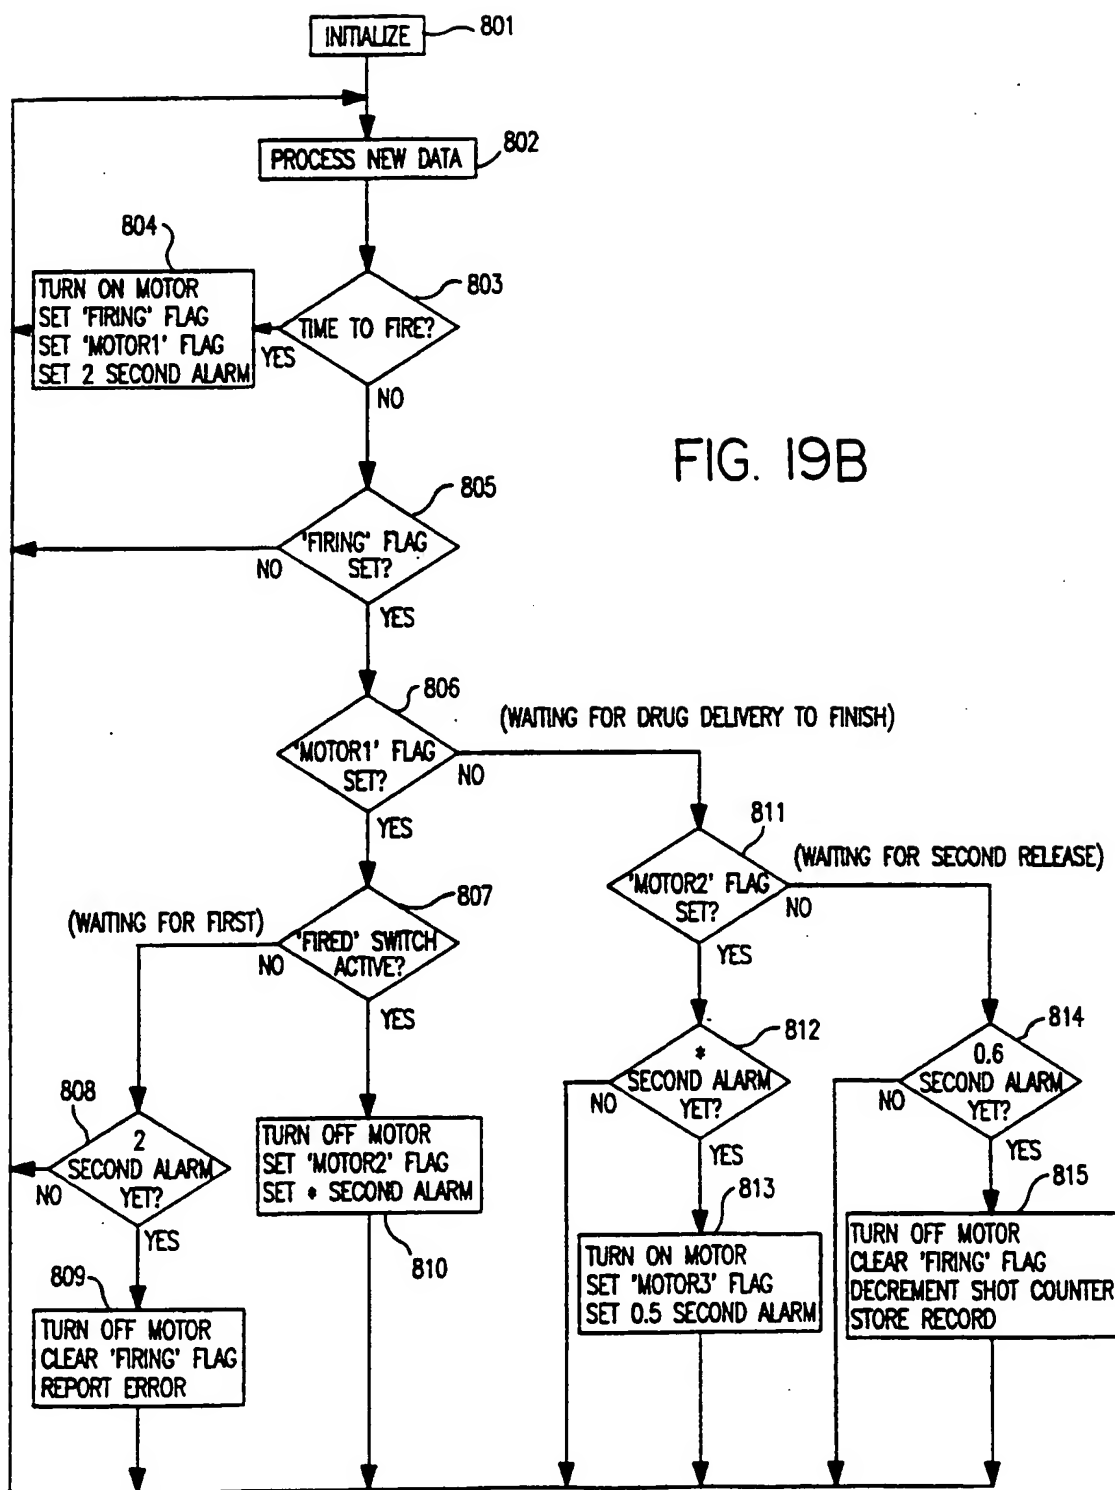 INITIALIZE
801
PROCESS NEW DATA
802
804
TURN ON MOTOR
SET 'FIRING' FLAG
SET 'MOTOR1' FLAG
SET 2 SECOND ALARM
803
TIME TO FIRE?
YES
NO
FIG. 19B
805
'FIRING' FLAG
SET?
NO
YES
806
(WAITING FOR DRUG DELIVERY TO FINISH)
'MOTOR1' FLAG
SET?
NO
YES
811
(WAITING FOR SECOND RELEASE)
'MOTOR2' FLAG
SET?
NO
YES
807
(WAITING FOR FIRST)
'FIRED' SWITCH
ACTIVE?
NO
YES
812
*
SECOND ALARM
YET?
NO
YES
814
0.6
SECOND ALARM
YET?
NO
YES
808
2
SECOND ALARM
YET?
NO
YES
TURN OFF MOTOR
SET 'MOTOR2' FLAG
SET * SECOND ALARM
810
813
TURN ON MOTOR
SET 'MOTOR3' FLAG
SET 0.5 SECOND ALARM
815
TURN OFF MOTOR
CLEAR 'FIRING' FLAG
DECREMENT SHOT COUNTER
STORE RECORD
809
TURN OFF MOTOR
CLEAR 'FIRING' FLAG
REPORT ERROR